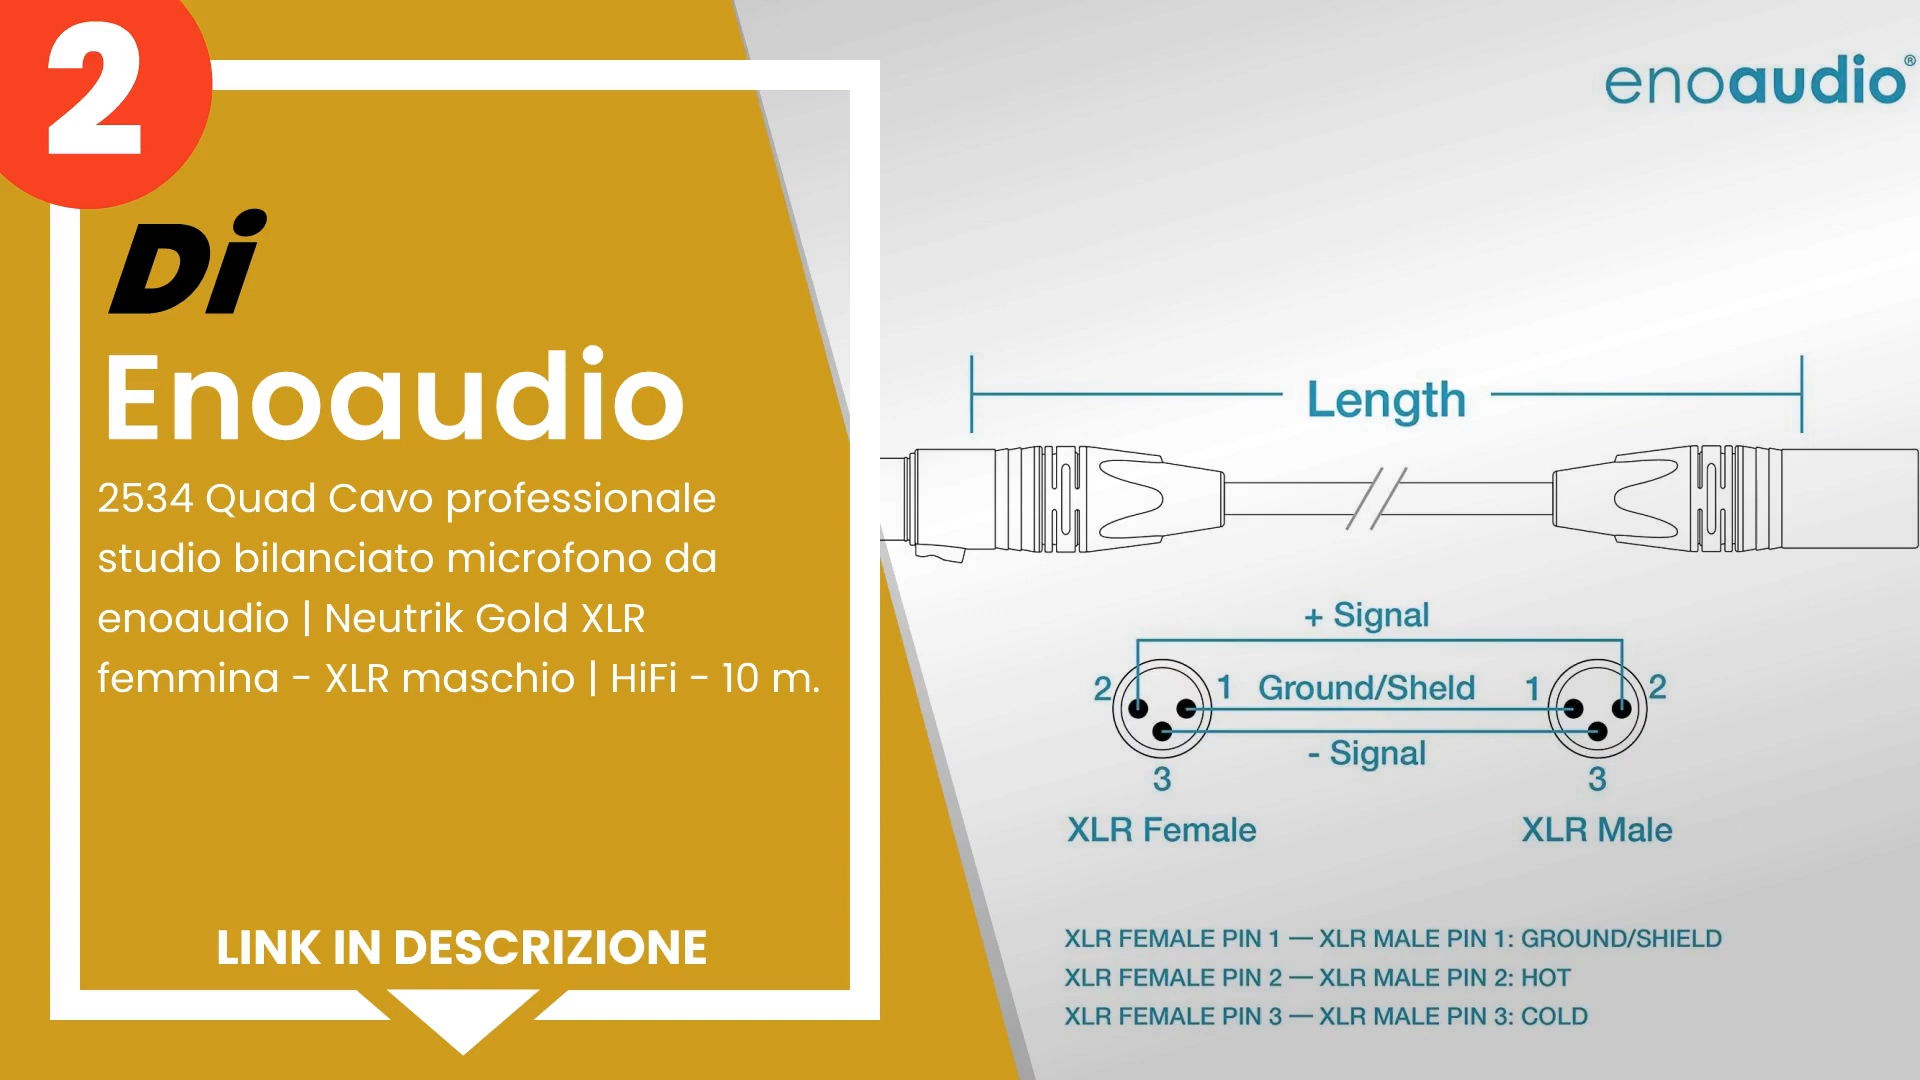 2
Di
Enoaudio
2534 Quad Cavo professionale
studio bilanciato microfono da
enoaudio | Neutrik Gold XLR
femmina - XLR maschio | HiFi - 10 m.
LINK IN DESCRIZIONE
enoaudio®
Length
+ Signal
2 1 Ground/Sheld 1 2
- Signal
3 3
XLR Female XLR Male
XLR FEMALE PIN 1 — XLR MALE PIN 1: GROUND/SHIELD
XLR FEMALE PIN 2 — XLR MALE PIN 2: HOT
XLR FEMALE PIN 3 — XLR MALE PIN 3: COLD